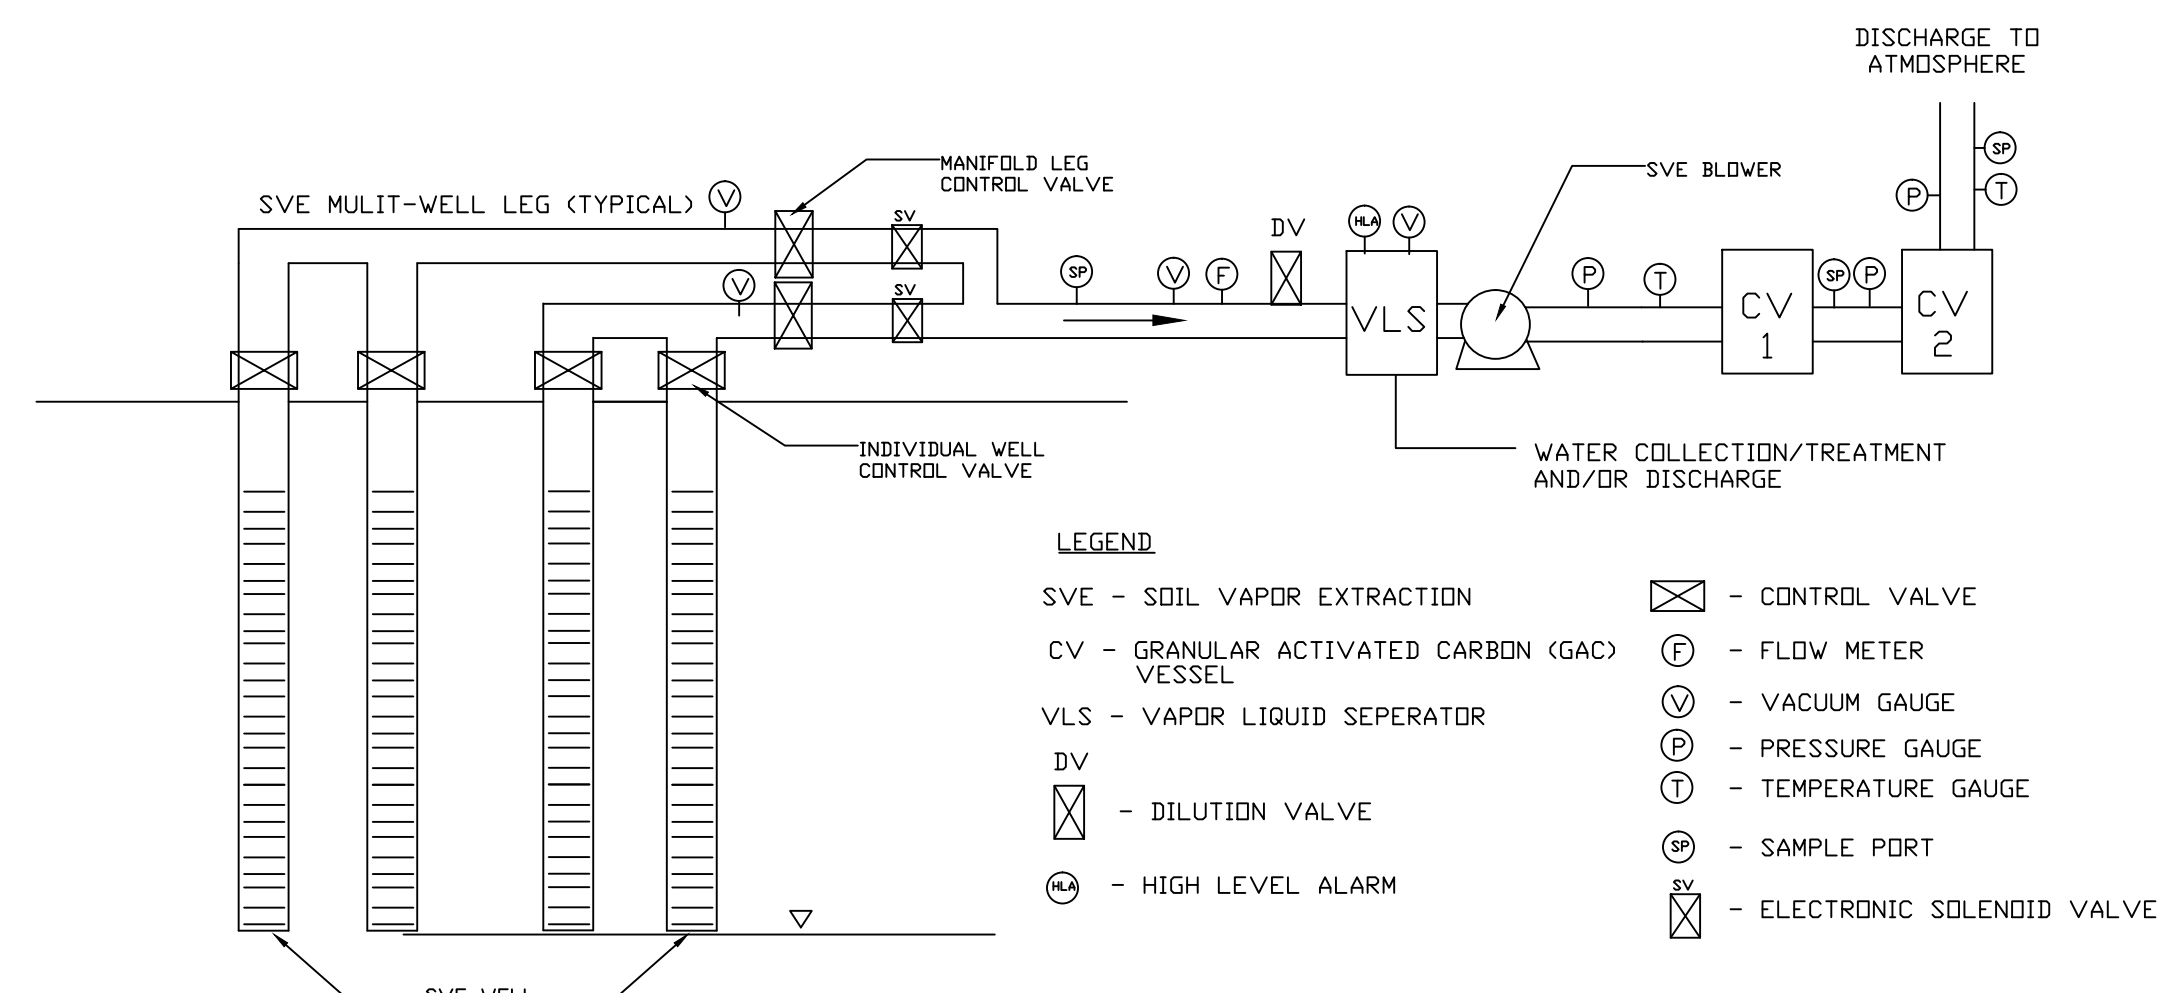 DISCHARGE TO
ATMOSPHERE
SP
P
T
MANIFOLD LEG
CONTROL VALVE
SVE BLOWER
SVE MULIT-WELL LEG (TYPICAL)
V
SV
DV
HLA
V
SP
V
F
P
T
SP
P
V
SV
VLS
CV
1
CV
2
INDIVIDUAL WELL
CONTROL VALVE
WATER COLLECTION/TREATMENT
AND/OR DISCHARGE
LEGEND
SVE - SOIL VAPOR EXTRACTION
CV - GRANULAR ACTIVATED CARBON (GAC)
VESSEL
VLS - VAPOR LIQUID SEPERATOR
DV
- DILUTION VALVE
HLA - HIGH LEVEL ALARM
- CONTROL VALVE
F - FLOW METER
V - VACUUM GAUGE
P - PRESSURE GAUGE
T - TEMPERATURE GAUGE
SP - SAMPLE PORT
SV
- ELECTRONIC SOLENOID VALVE
SVE WELL